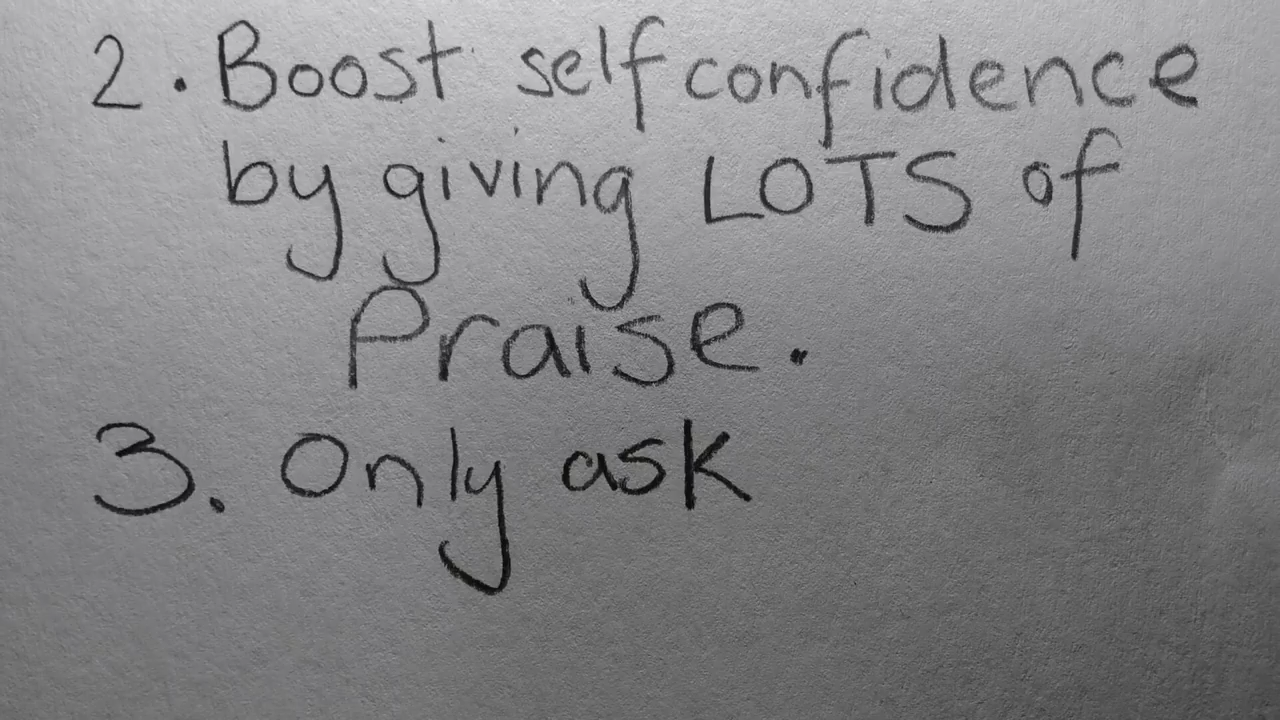 2. Boost self confidence
by giving LOTS of
Praise.
3. Only ask